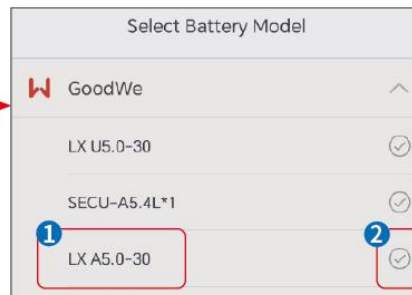 Select Battery Model
GoodWe
LX U5.0-30
SECU-A5.4L*1
1
2
LX A5.0-30